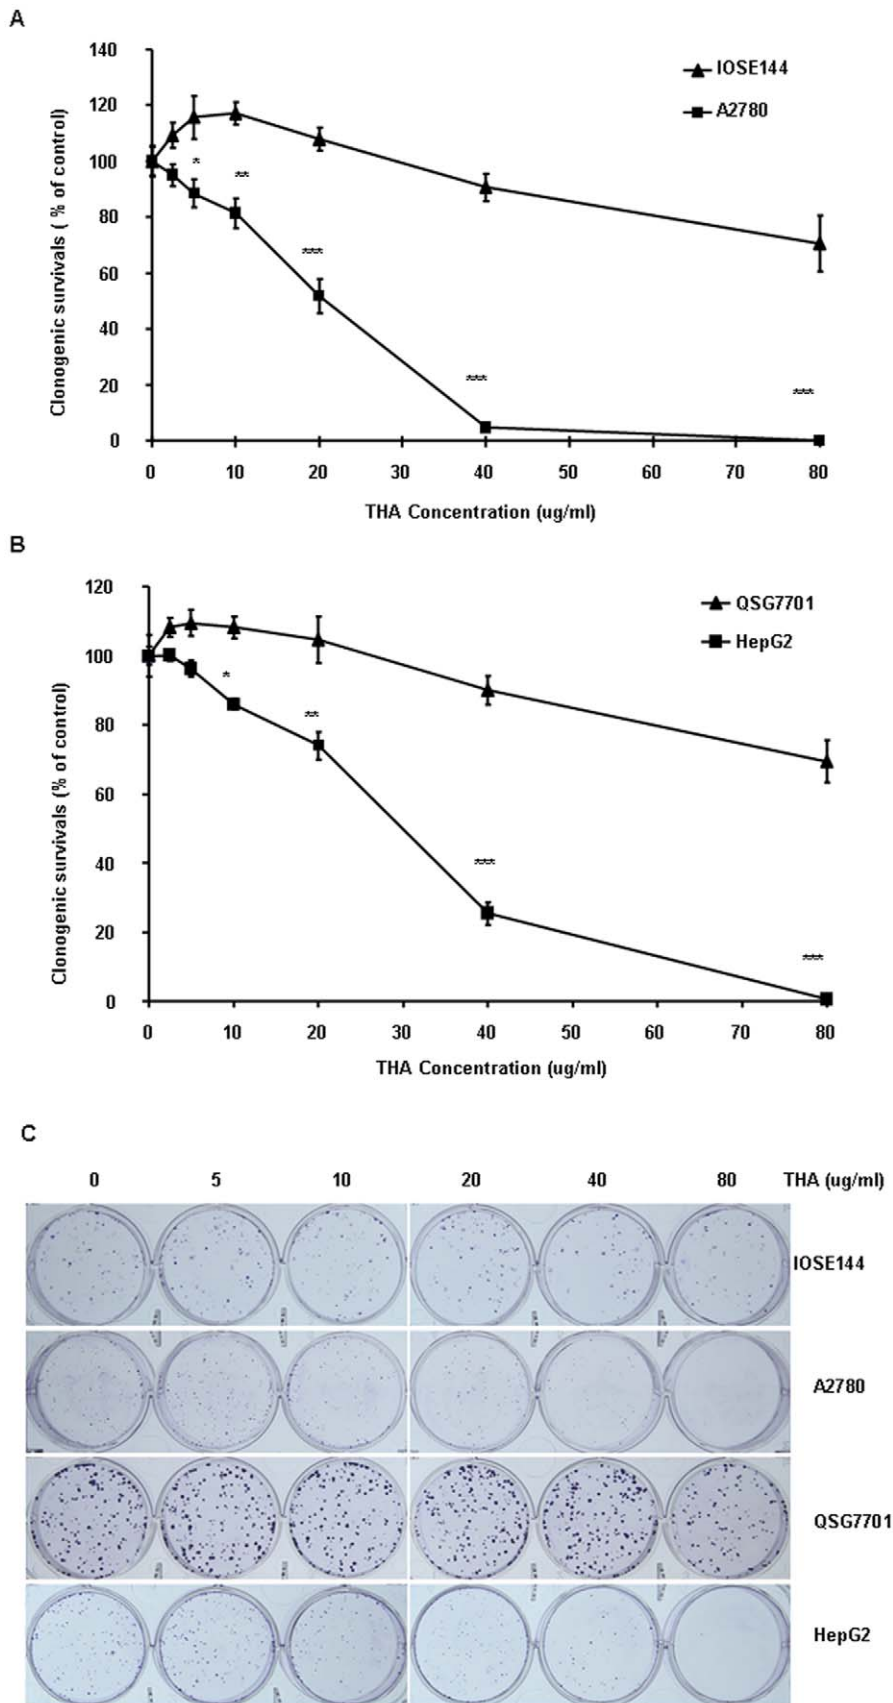 A
140
120
100
80
60
40
20
0
Clonogenic survivals ( % of control)
IOSE144
A2780
*
**
***
***
***
0 10 20 30 40 50 60 70 80
THA Concentration (ug/ml)
B
120
100
80
60
40
20
0
Clonogenic survivals (% of control)
QSG7701
HepG2
*
**
***
***
0 10 20 30 40 50 60 70 80
THA Concentration (ug/ml)
C
0 5 10 20 40 80 THA (ug/ml)
IOSE144
A2780
QSG7701
HepG2